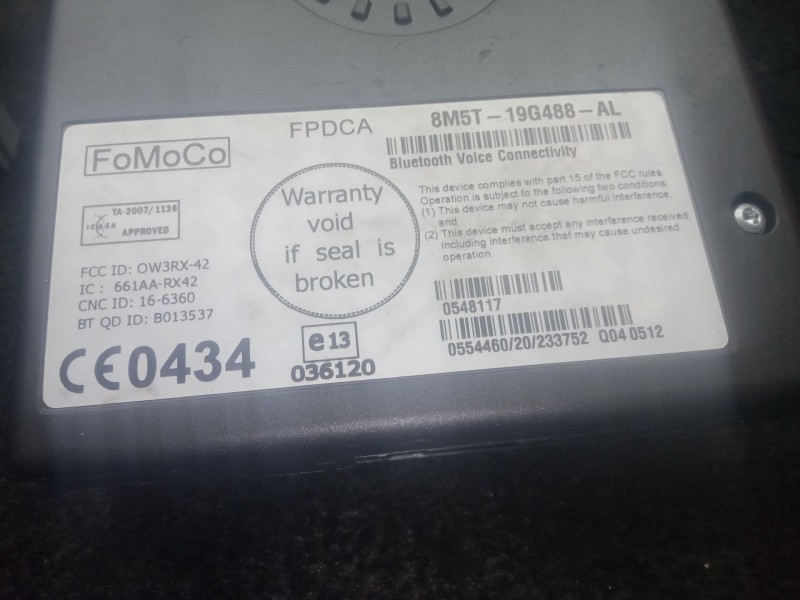 FoMoCo
FPDCA
8M5T-19G488-AL
Bluetooth Voice Connectivity
TA-2007/1136
ICASA
APPROVED
FCC ID: OW3RX-42
IC : 661AA-RX42
CNC ID: 16-6360
BT QD ID: B013537
CE0434
Warranty
void
if seal is
broken
e13
036120
This device complies with part 15 of the FCC rules.
Operation is subject to the following two conditions:
(1) This device may not cause harmful interference,
and
(2) This device must accept any interference received,
including interference that may cause undesired
operation.
0548117
0554460/20/233752 Q04 0512